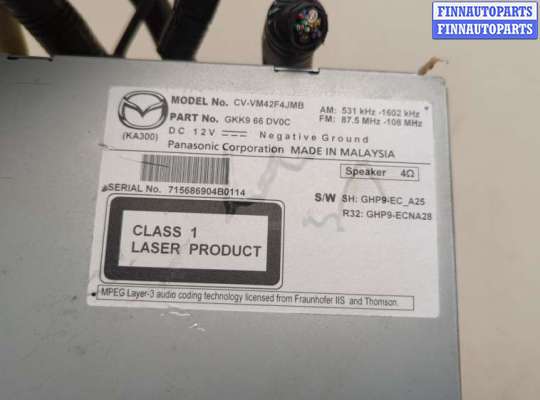 FINNAUTOPARTS
FINNAUTOPARTS
MODEL No. CV-VM42F4JMB
AM: 531 kHz -1602 kHz
PART No. GKK9 66 DV0C
FM: 87.5 MHz -108 MHz
(KA300)
DC 12V Negative Ground
Panasonic Corporation MADE IN MALAYSIA
Speaker 4Ω
SERIAL No. 715686904B0114
S/W SH: GHP9-EC_A25
R32: GHP9-ECNA28
CLASS 1
LASER PRODUCT
MPEG Layer-3 audio coding technology licensed from Fraunhofer IIS and Thomson.